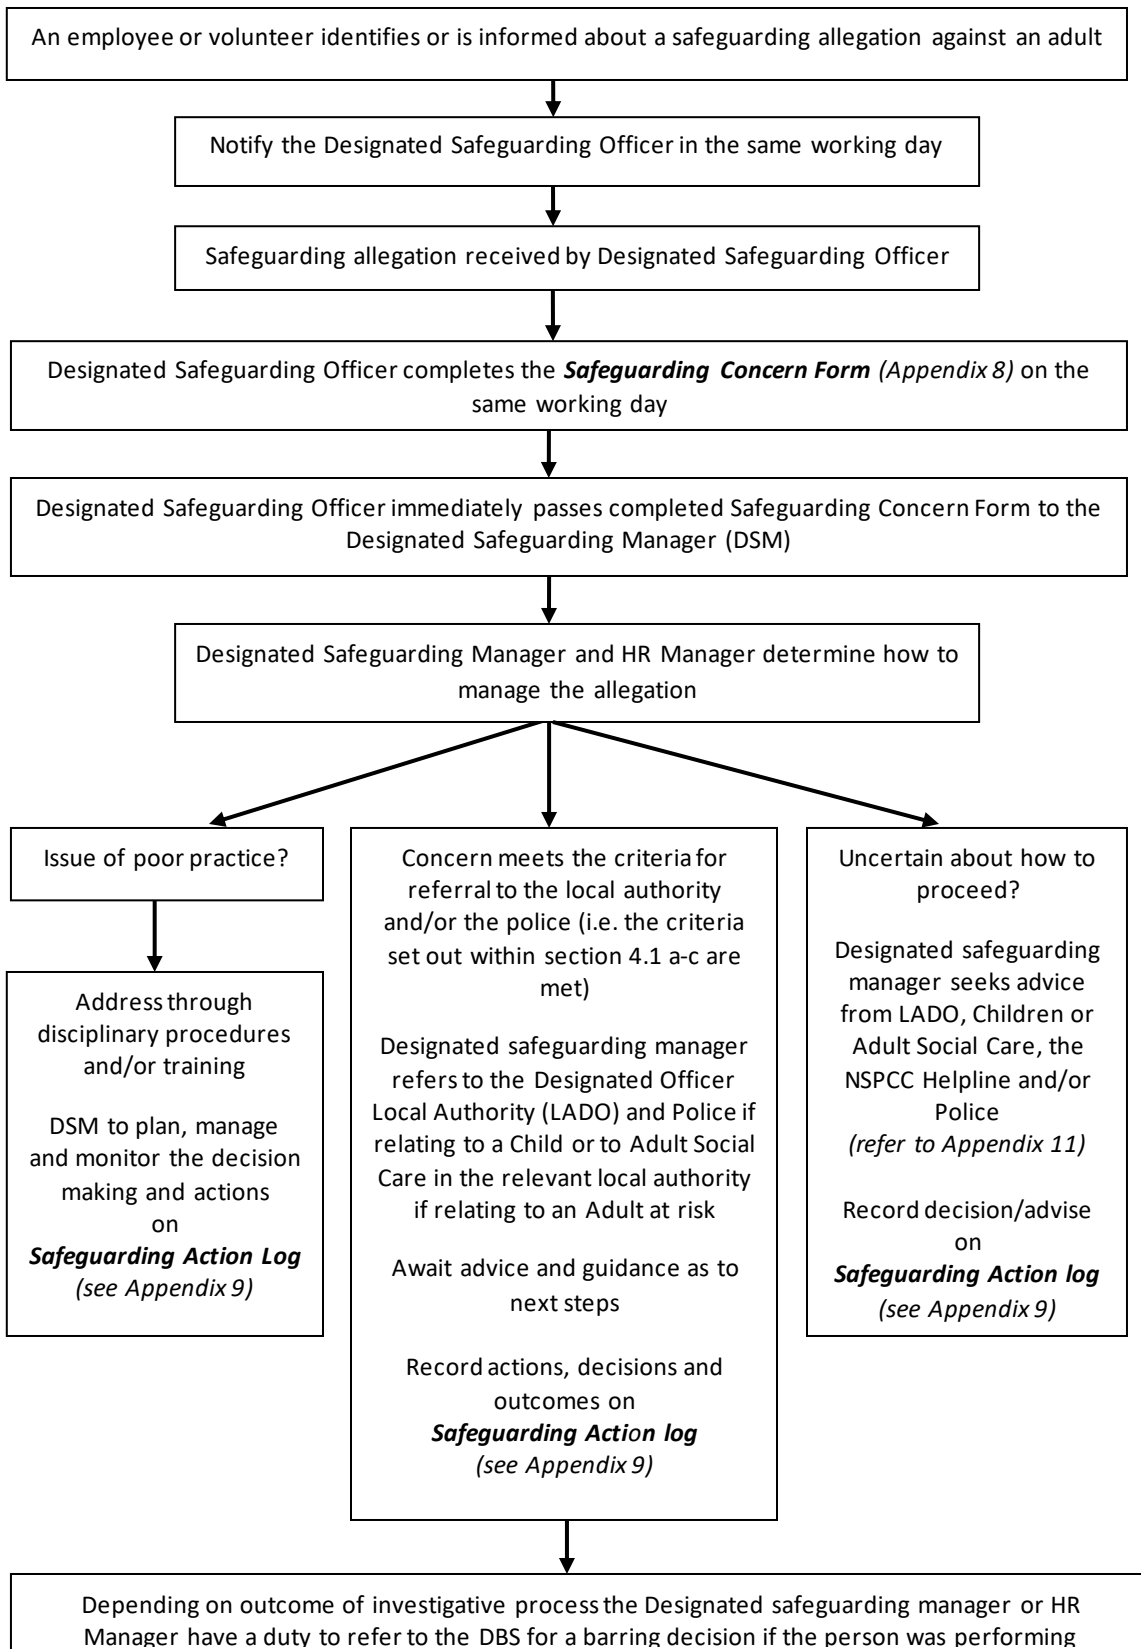 An employee or volunteer identifies or is informed about a safeguarding allegation against an adult
Notify the Designated Safeguarding Officer in the same working day
Safeguarding allegation received by Designated Safeguarding Officer
Designated Safeguarding Officer completes the Safeguarding Concern Form (Appendix 8) on the
same working day
Designated Safeguarding Officer immediately passes completed Safeguarding Concern Form to the
Designated Safeguarding Manager (DSM)
Designated Safeguarding Manager and HR Manager determine how to
manage the allegation
Issue of poor practice?
Address through
disciplinary procedures
and/or training
DSM to plan, manage
and monitor the decision
making and actions
on
Safeguarding Action Log
(see Appendix 9)
Concern meets the criteria for
referral to the local authority
and/or the police (i.e. the criteria
set out within section 4.1 a-c are
met)
Designated safeguarding manager
refers to the Designated Officer
Local Authority (LADO) and Police if
relating to a Child or to Adult Social
Care in the relevant local authority
if relating to an Adult at risk
Await advice and guidance as to
next steps
Record actions, decisions and
outcomes on
Safeguarding Action log
(see Appendix 9)
Uncertain about how to
proceed?
Designated safeguarding
manager seeks advice
from LADO, Children or
Adult Social Care, the
NSPCC Helpline and/or
Police
(refer to Appendix 11)
Record decision/advise
on
Safeguarding Action log
(see Appendix 9)
Depending on outcome of investigative process the Designated safeguarding manager or HR
Manager have a duty to refer to the DBS for a barring decision if the person was performing